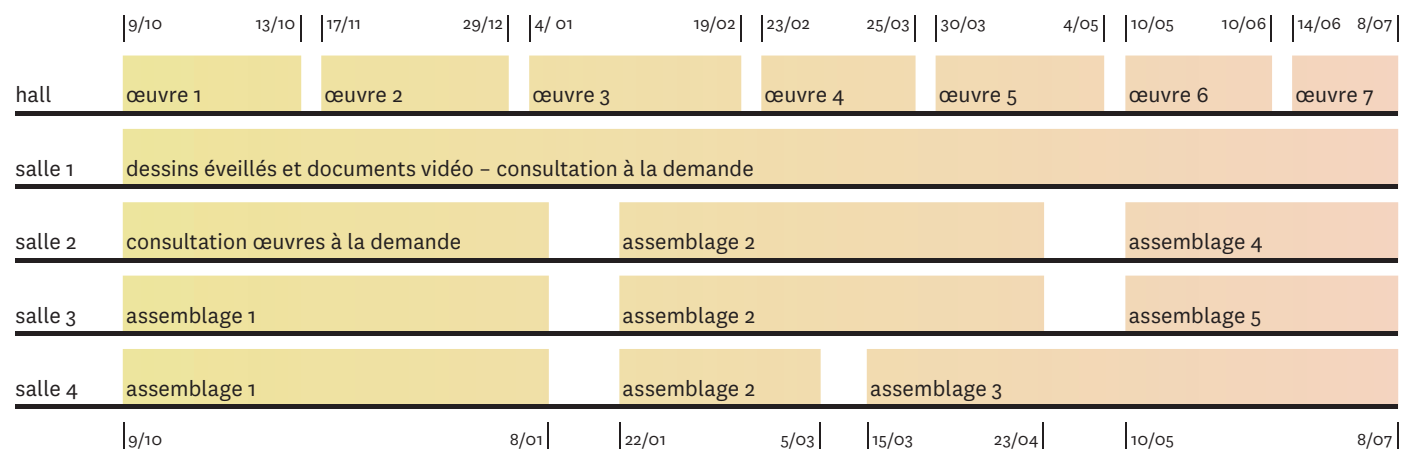 9/10 13/10 17/11 29/12 4/ 01 19/02 23/02 25/03 30/03 4/05 10/05 10/06 14/06 8/07
hall œuvre 1 œuvre 2 œuvre 3 œuvre 4 œuvre 5 œuvre 6 œuvre 7
salle 1 dessins éveillés et documents vidéo – consultation à la demande
salle 2 consultation œuvres à la demande assemblage 2 assemblage 4
salle 3 assemblage 1 assemblage 2 assemblage 5
salle 4 assemblage 1 assemblage 2 assemblage 3
9/10 8/01 22/01 5/03 15/03 23/04 10/05 8/07